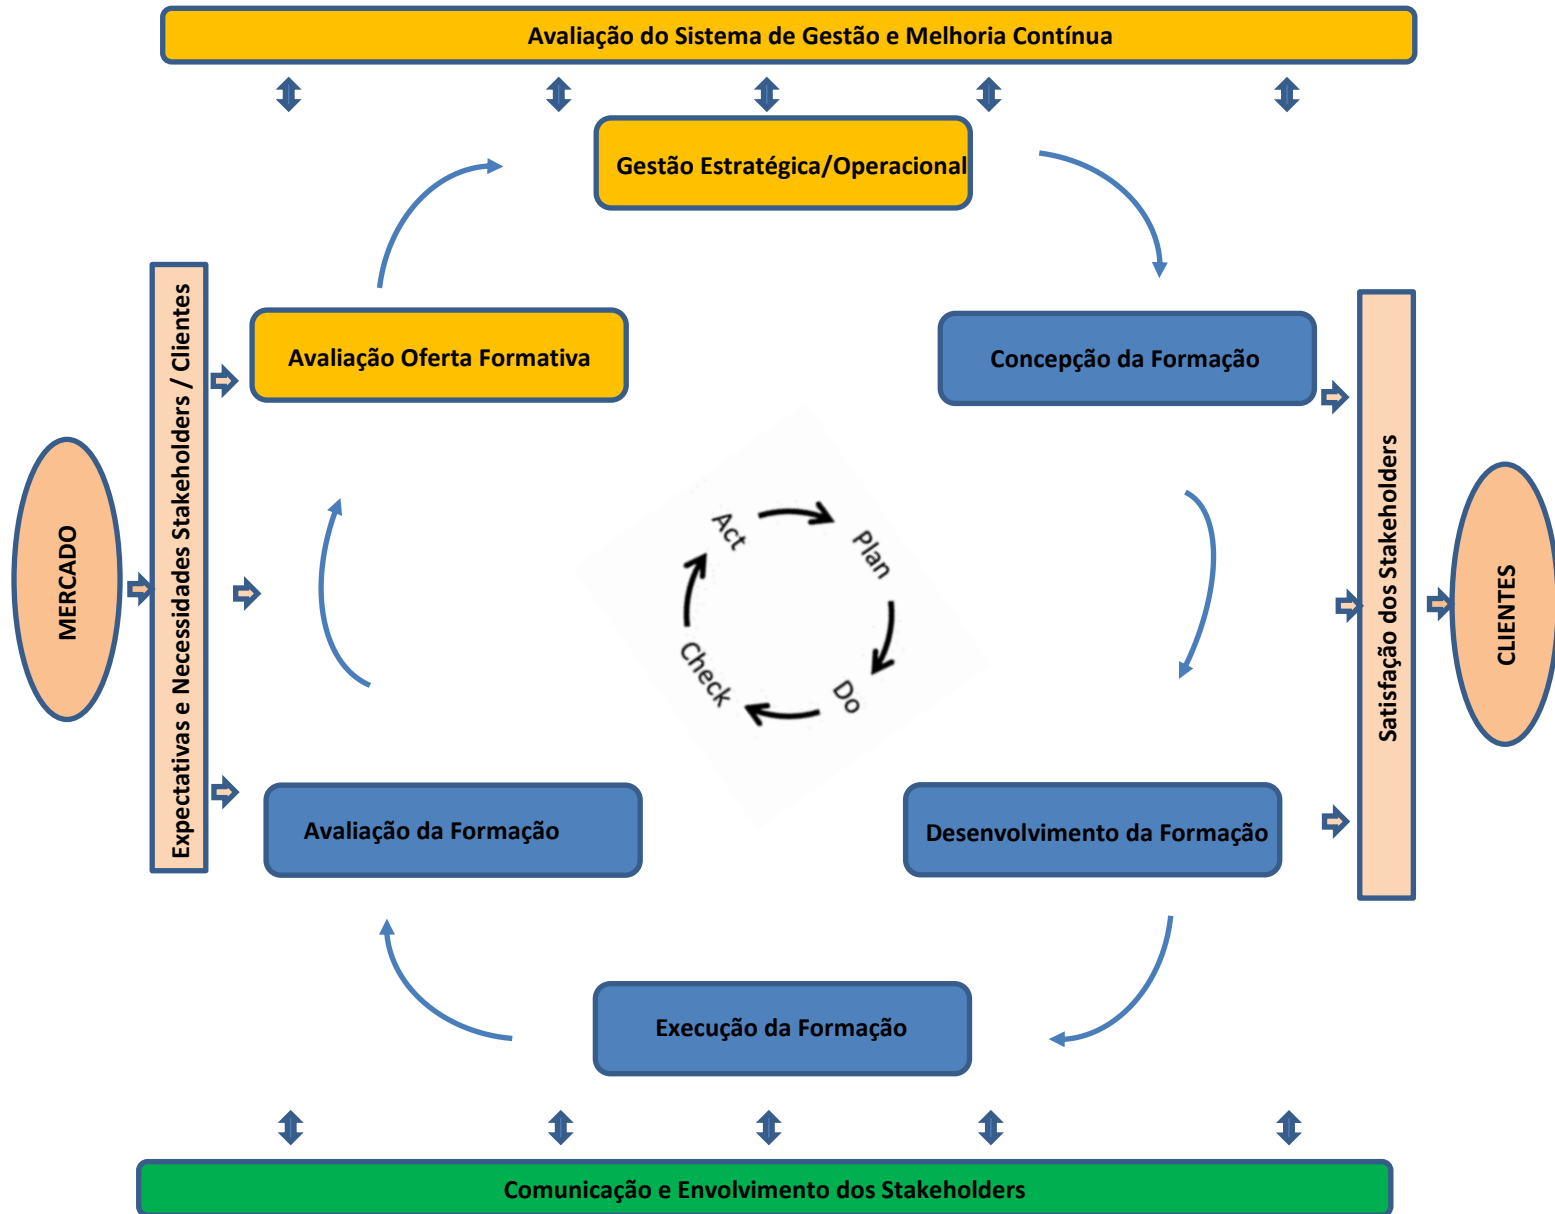 Avaliação do Sistema de Gestão e Melhoria Contínua
Gestão Estratégica/Operacional
Avaliação Oferta Formativa
Concepção da Formação
Expectativas e Necessidades Stakeholders / Clientes
MERCADO
Act
Plan
Do
Check
Satisfação dos Stakeholders
CLIENTES
Avaliação da Formação
Desenvolvimento da Formação
Execução da Formação
Comunicação e Envolvimento dos Stakeholders